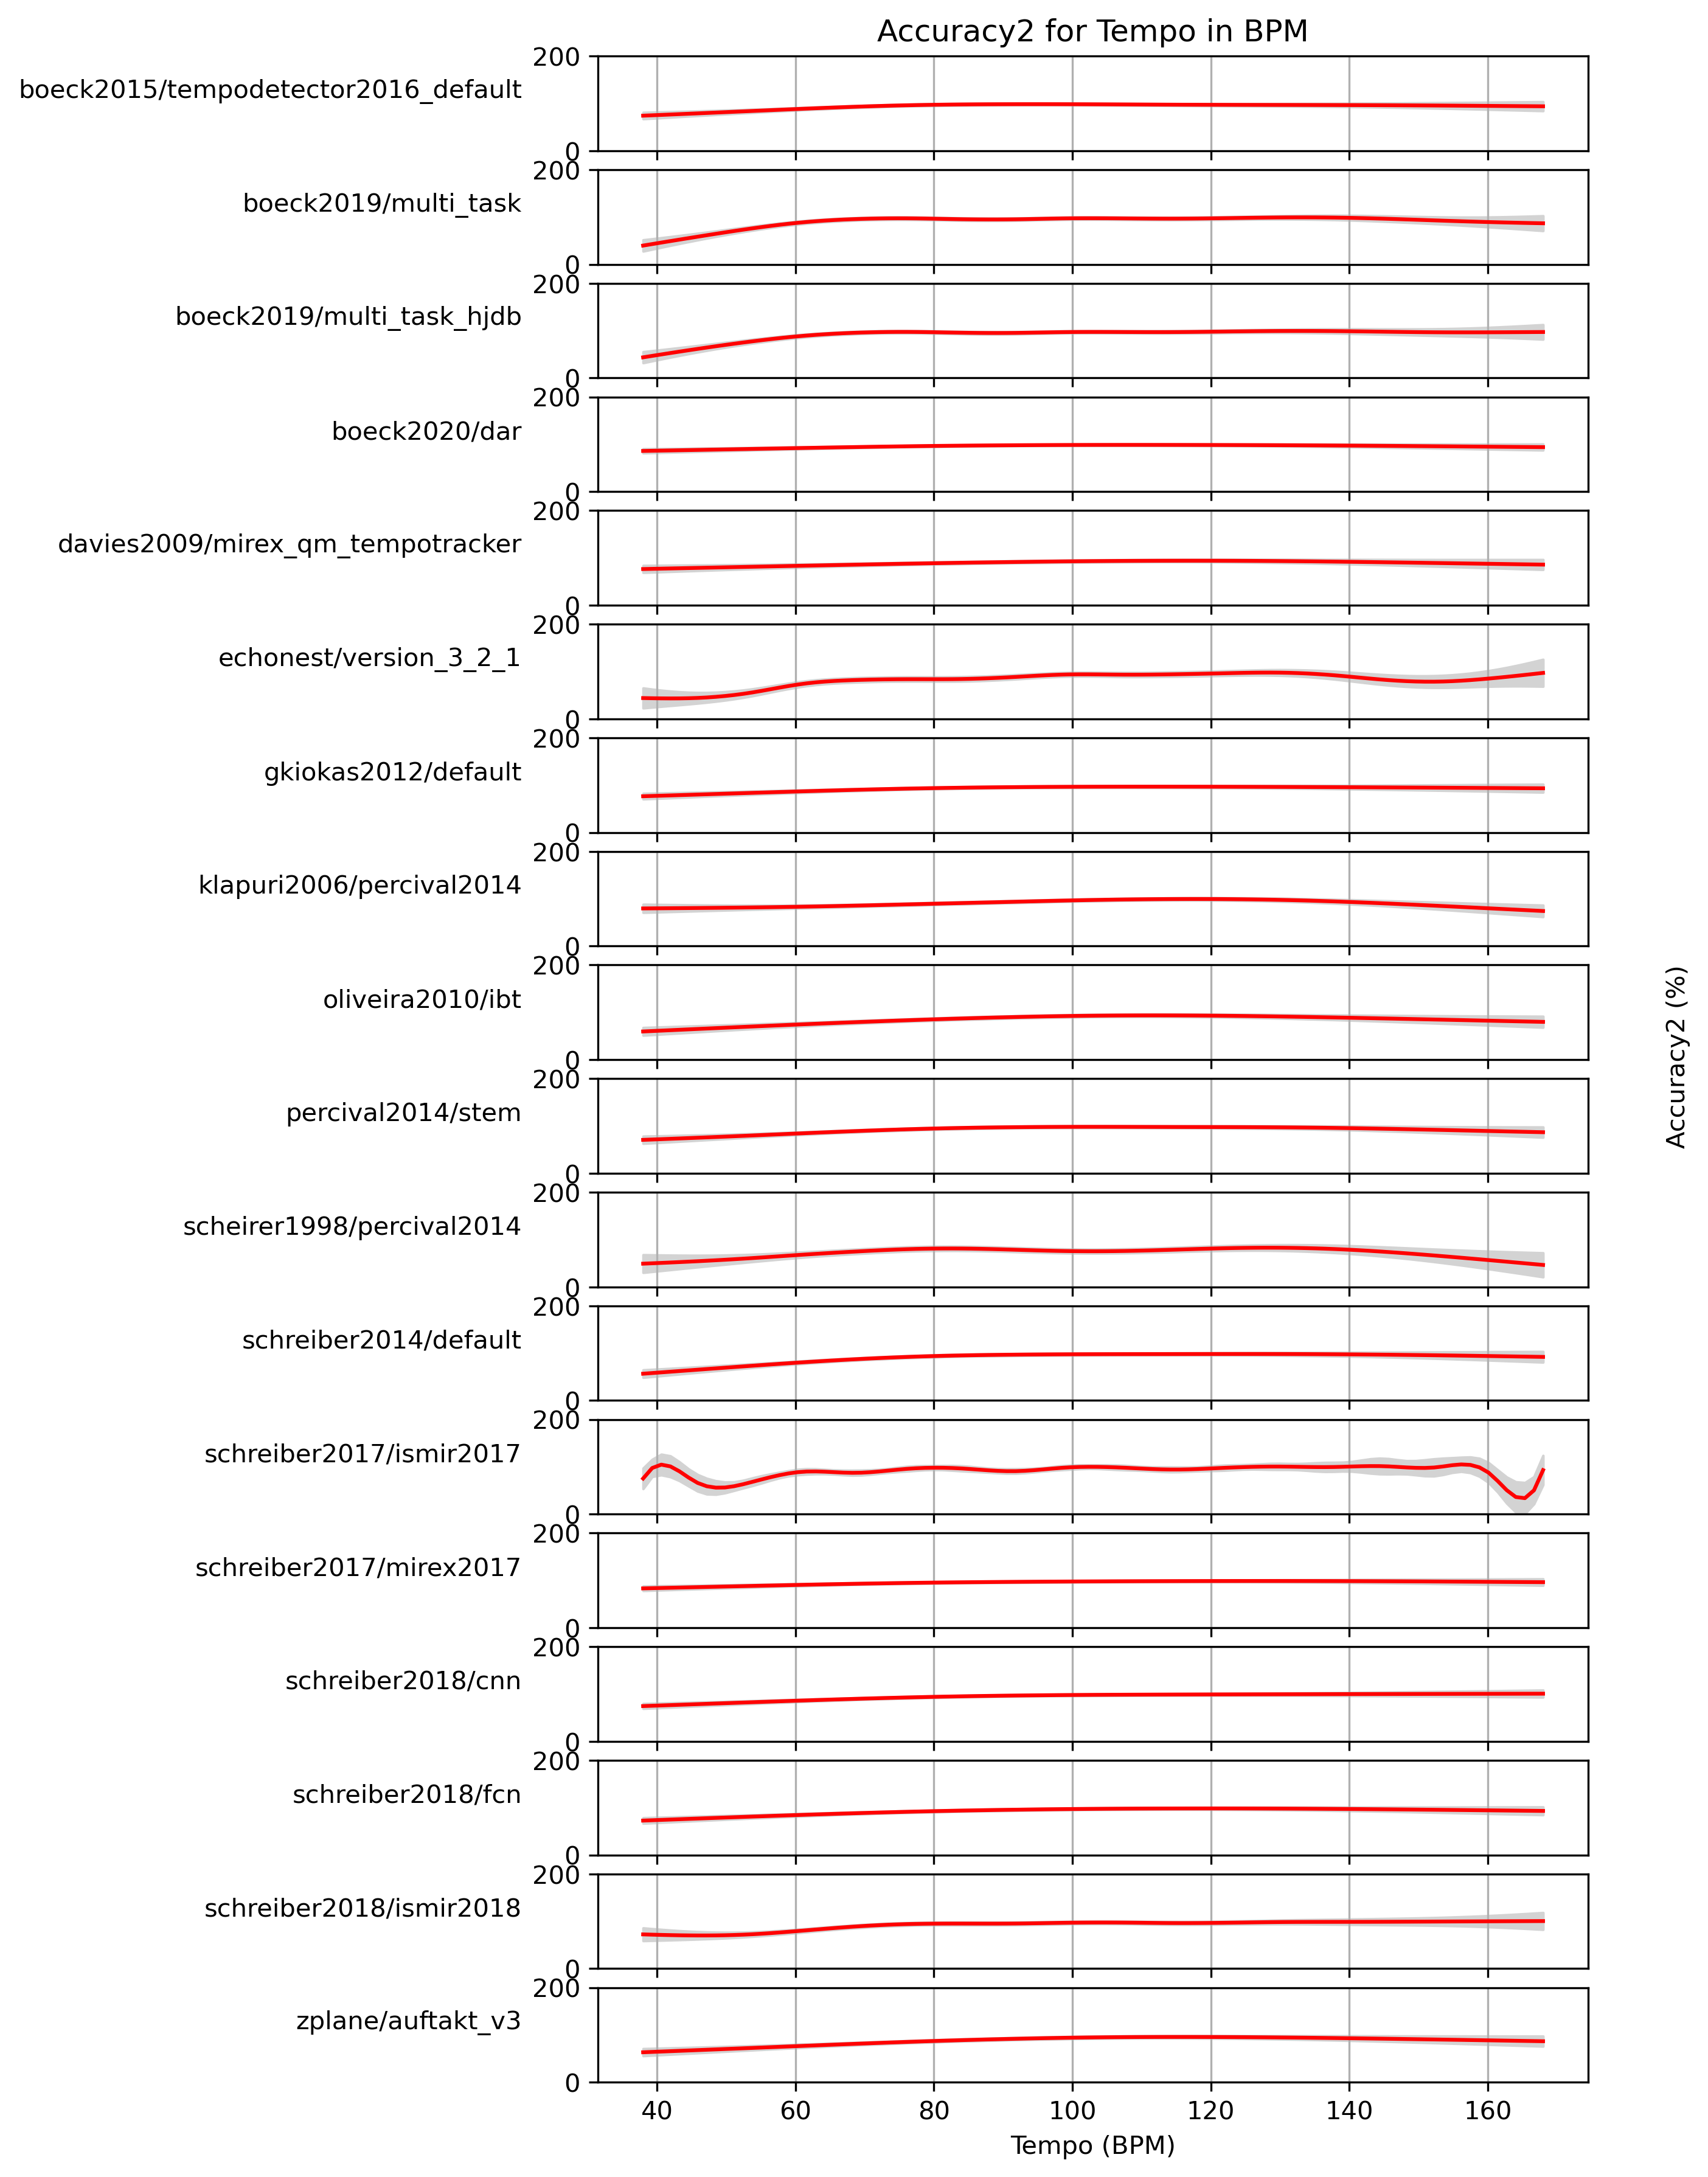 Accuracy2 for Tempo in BPM
200
boeck2015/tempodetector2016_default
0
200
boeck2019/multi_task
0
200
boeck2019/multi_task_hjdb
0
200
boeck2020/dar
0
200
davies2009/mirex_qm_tempotracker
0
200
echonest/version_3_2_1
0
200
gkiokas2012/default
0
200
klapuri2006/percival2014
0
200
oliveira2010/ibt
0
200
percival2014/stem
0
200
scheirer1998/percival2014
0
200
schreiber2014/default
0
200
schreiber2017/ismir2017
0
200
schreiber2017/mirex2017
0
200
schreiber2018/cnn
0
200
schreiber2018/fcn
0
200
schreiber2018/ismir2018
0
200
zplane/auftakt_v3
0
40 60 80 100 120 140 160
Tempo (BPM)
Accuracy2 (%)